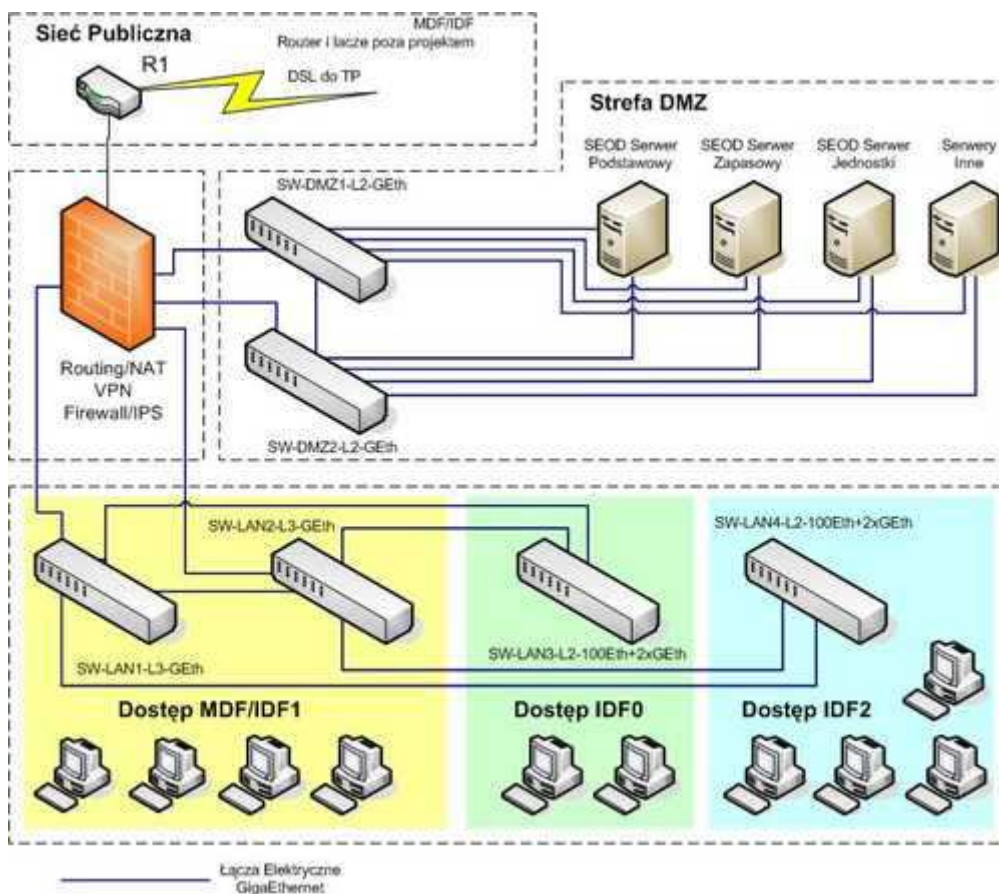 Sieć Publiczna
MDF/IDF
Router i lacze poza projektem
R1
DSL do TP
Strefa DMZ
SEOD Serwer
Podstawowy
SEOD Serwer
Zapasowy
SEOD Serwer
Jednostki
Serwery
Inne
SW-DMZ1-L2-GEth
Routing/NAT
VPN
Firewall/IPS
SW-DMZ2-L2-GEth
SW-LAN2-L3-GEth
SW-LAN4-L2-100Eth+2xGEth
SW-LAN1-L3-GEth
SW-LAN3-L2-100Eth+2xGEth
Dostęp MDF/IDF1
Dostęp IDF0
Dostęp IDF2
Łącza Elektryczne
GigaEthernet